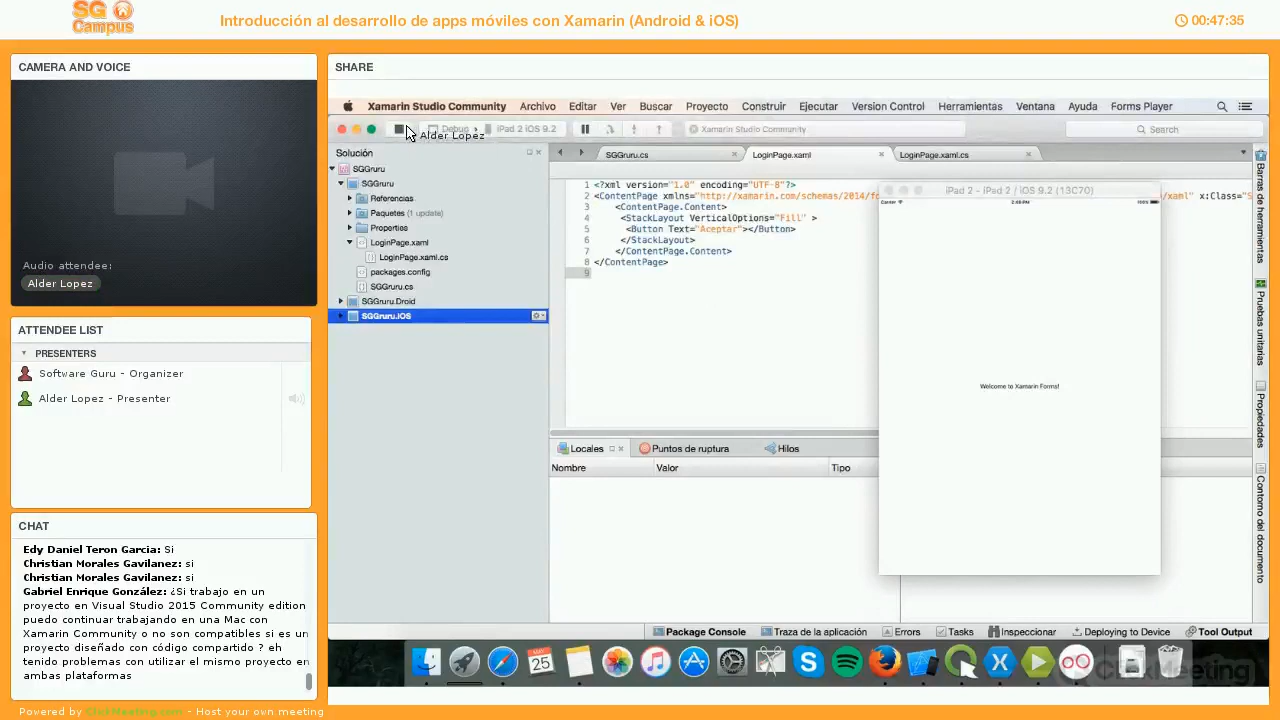 SG Campus
Introducción al desarrollo de apps móviles con Xamarin (Android & iOS)
00:47:35
CAMERA AND VOICE
Audio attendee:
Alder Lopez
ATTENDEE LIST
PRESENTERS
Software Guru - Organizer
Alder Lopez - Presenter
CHAT
Edy Daniel Teron Garcia: Si
Christian Morales Gavilanez: si
Christian Morales Gavilanez: si
Gabriel Enrique González: ¿Si trabajo en un
proyecto en Visual Studio 2015 Community edition
puedo continuar trabajando en una Mac con
Xamarin Community o no son compatibles si es un
proyecto diseñado con código compartido ? eh
tenido problemas con utilizar el mismo proyecto en
ambas plataformas
Powered by ClickMeeting.com - Host your own meeting
SHARE
Xamarin Studio Community Archivo Editar Ver Buscar Proyecto Construir Ejecutar Version Control Herramientas Ventana Ayuda Forms Player
Debug iPad 2 iOS 9.2 Xamarin Studio Community Search
Alder Lopez
Solución
SGGruru
SGGruru
Referencias
Paquetes (1 update)
Properties
LoginPage.xaml
LoginPage.xaml.cs
packages.config
SGGruru.cs
SGGruru.Droid
SGGruru.iOS
SGGruru.cs LoginPage.xaml LoginPage.xaml.cs
1 <?xml version="1.0" encoding="UTF-8"?>
2 <ContentPage xmlns="http://xamarin.com/schemas/2014/fo xaml" x:Class="S
3 <ContentPage.Content>
4 <StackLayout VerticalOptions="Fill" >
5 <Button Text="Aceptar"></Button>
6 </StackLayout>
7 </ContentPage.Content>
8 </ContentPage>
9
iPad 2 - iPad 2 / iOS 9.2 (13C70)
Carrier 100%
Welcome to Xamarin Forms!
Locales Puntos de ruptura Hilos
Nombre Valor Tipo
Barras de herramientas
Pruebas unitarias
Propiedades
Contorno del documento
Package Console Traza de la aplicación Errors Tasks Inspeccionar Deploying to Device Tool Output
MAY
25
ClickMeeting